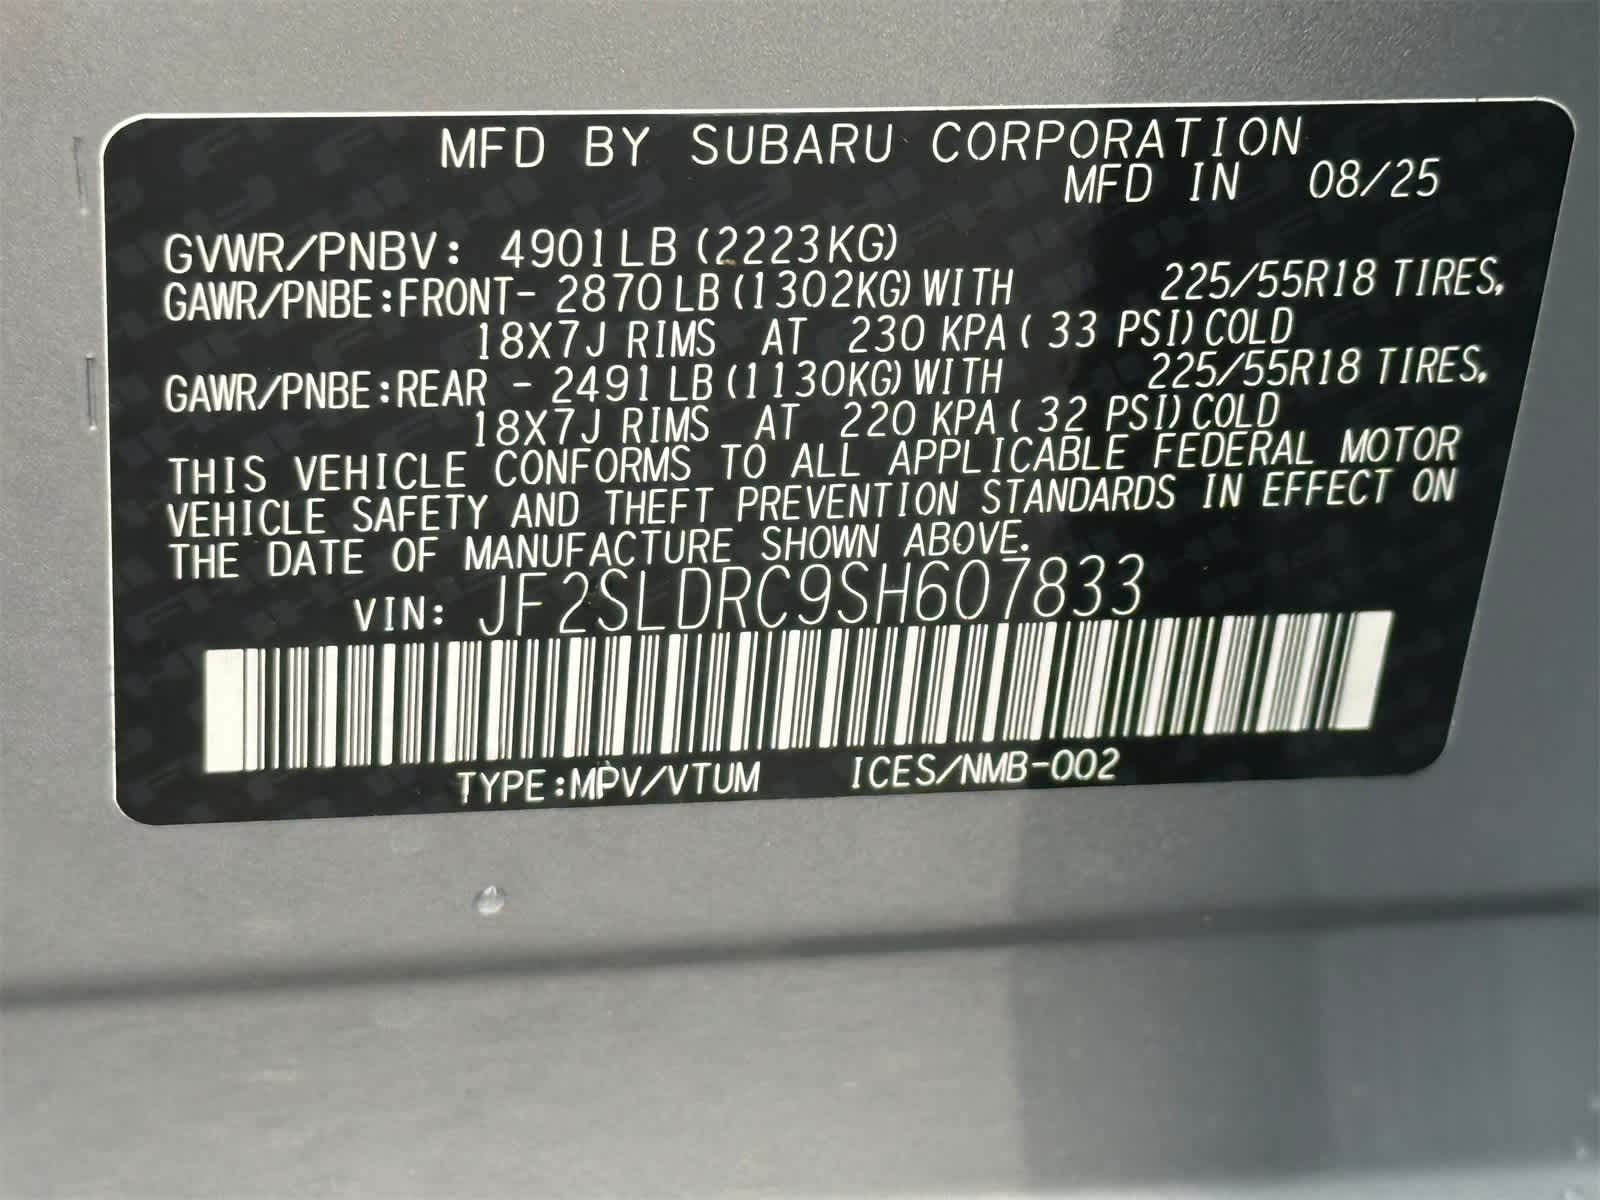 MFD BY SUBARU CORPORATION
MFD IN 08/25
GVWR/PNBV: 4901LB (2223KG)
GAWR/PNBE:FRONT- 2870LB(1302KG)WITH 225/55R18 TIRES,
18X7J RIMS AT 230 KPA( 33 PSI)COLD
GAWR/PNBE:REAR - 2491LB(1130KG)WITH 225/55R18 TIRES,
18X7J RIMS AT 220 KPA( 32 PSI)COLD
THIS VEHICLE CONFORMS TO ALL APPLICABLE FEDERAL MOTOR
VEHICLE SAFETY AND THEFT PREVENTION STANDARDS IN EFFECT ON
THE DATE OF MANUFACTURE SHOWN ABOVE.
VIN: JF2SLDRC9SH607833
TYPE:MPV/VTUM ICES/NMB-002